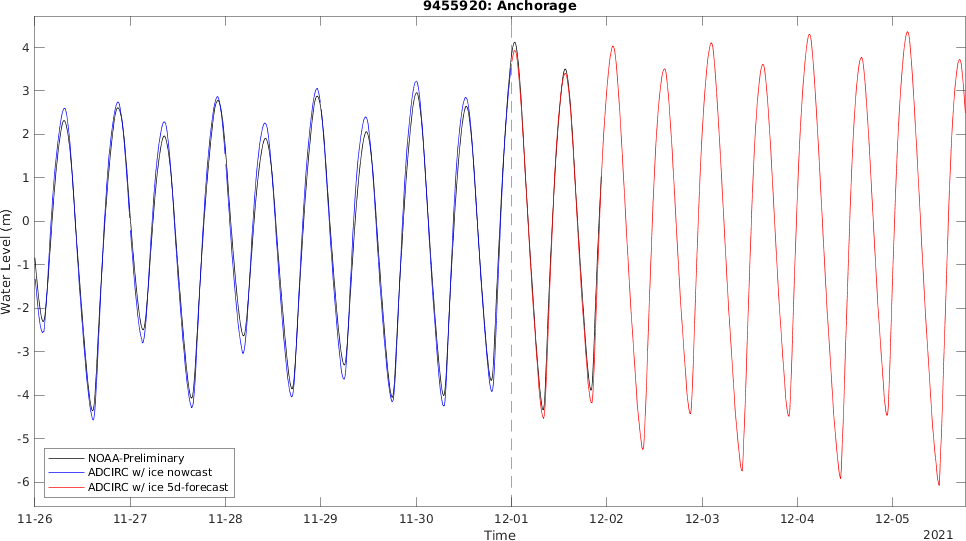 9455920: Anchorage
Water Level (m)
4
3
2
1
0
-1
-2
-3
-4
-5
-6
NOAA-Preliminary
ADCIRC w/ ice nowcast
ADCIRC w/ ice 5d-forecast
11-26 11-27 11-28 11-29 11-30 12-01 12-02 12-03 12-04 12-05
Time
2021